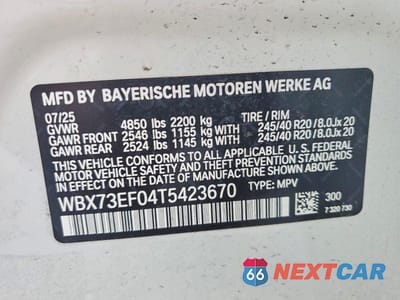 MFD BY BAYERISCHE MOTOREN WERKE AG
07/25
GVWR 4850 lbs 2200 kg TIRE / RIM
GAWR FRONT 2546 lbs 1155 kg WITH 245/40 R20 / 8.0Jx 20
GAWR REAR 2524 lbs 1145 kg WITH 245/40 R20 / 8.0Jx 20
THIS VEHICLE CONFORMS TO ALL APPLICABLE U. S. FEDERAL
MOTOR VEHICLE SAFETY, BUMPER, AND THEFT PREVENTION
STANDARDS IN EFFECT ON THE DATE OF MANUFACTURE SHOWN ABOVE.
WBX73EF04T5423670 TYPE: MPV
300
7 320 730
66 NEXTCAR